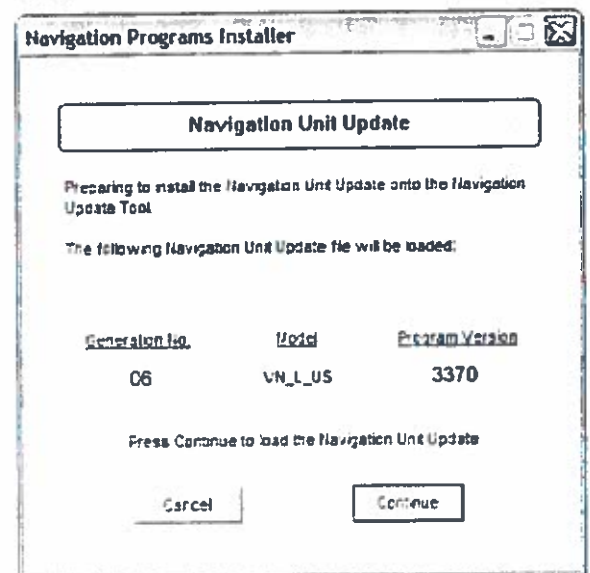 Navigation Programs Installer
Navigation Unit Update
Preparing to install the Navigation Unit Update onto the Navigation
Update Tool.
The following Navigation Unit Update file will be loaded:
Generation No. Model Program Version
06 VN_L_US 3370
Press Continue to load the Navigation Unit Update
Cancel Continue